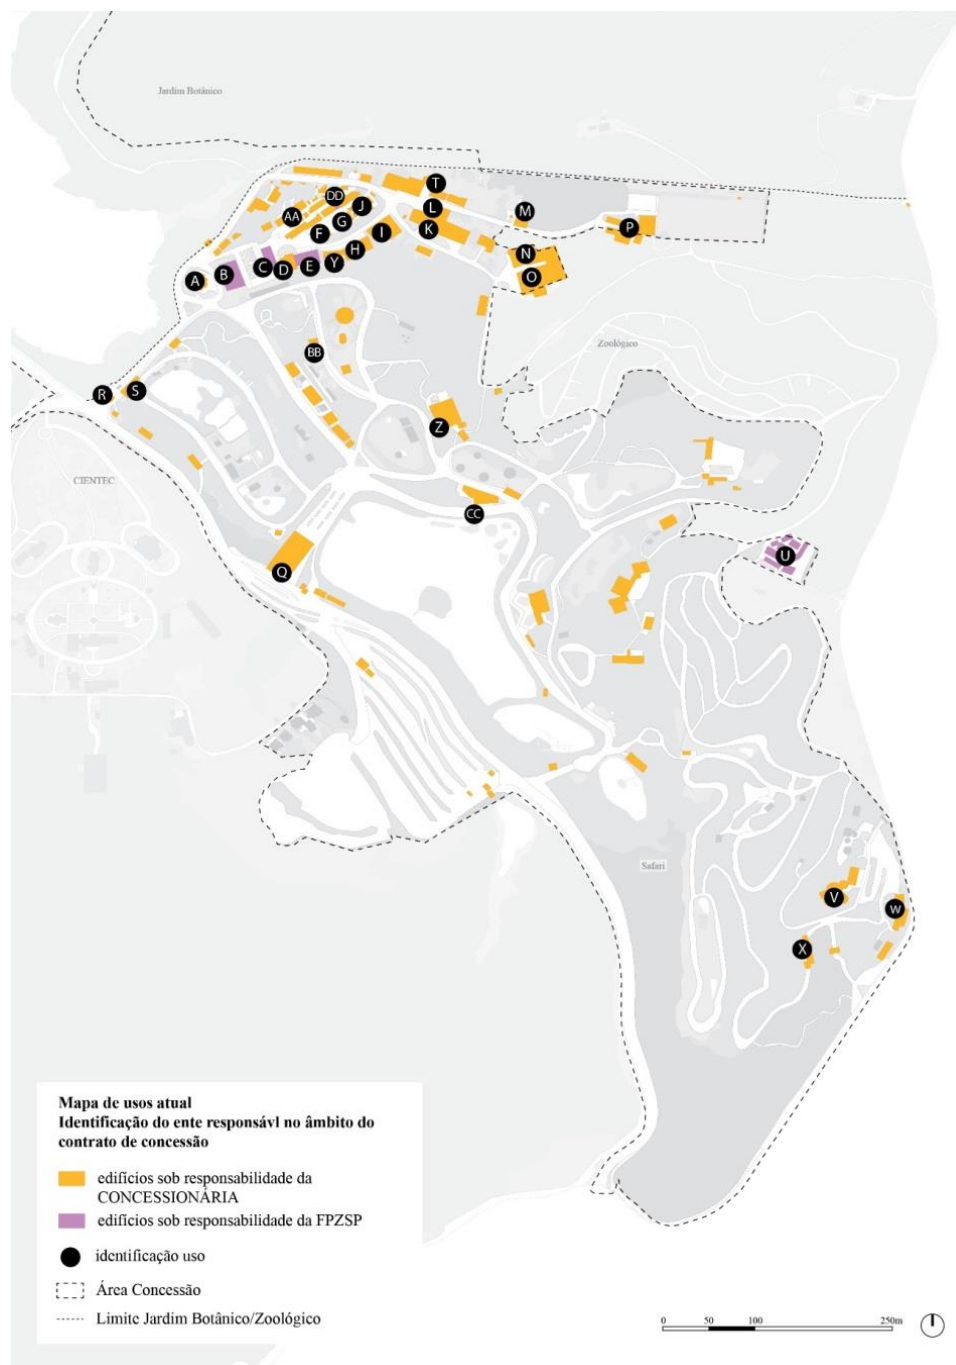 Jardim Botânico
T
DD
J
L
AA
G
M
F
K
I
P
H
N
C
E
Y
B
D
O
A
BB
Zoológico
R
S
Z
CIENTEC
CC
U
Q
Safari
V
W
X
Mapa de usos atual
Identificação do ente responsávl no âmbito do
contrato de concessão
edifícios sob responsabilidade da
CONCESSIONÁRIA
edifícios sob responsabilidade da FPZSP
identificação uso
Área Concessão
Limite Jardim Botânico/Zoológico
0 50 100 250m